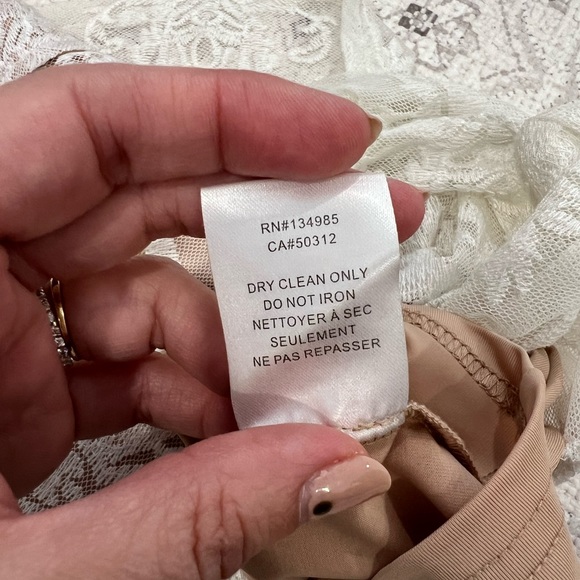 RN#134985
CA#50312
DRY CLEAN ONLY
DO NOT IRON
NETTOYER À SEC
SEULEMENT
NE PAS REPASSER